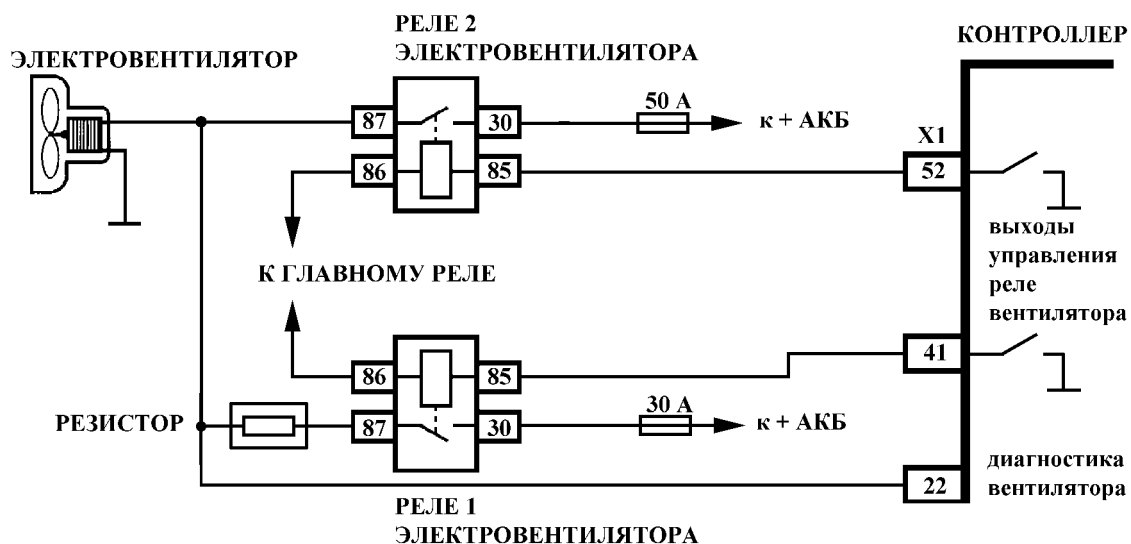 РЕЛЕ 2
ЭЛЕКТРОВЕНТИЛЯТОРА
КОНТРОЛЛЕР
ЭЛЕКТРОВЕНТИЛЯТОР
87
30
50 А
к + АКБ
X1
86
85
52
выходы
управления
реле
вентилятора
К ГЛАВНОМУ РЕЛЕ
86
85
41
РЕЗИСТОР
87
30
30 А
к + АКБ
22
диагностика
вентилятора
РЕЛЕ 1
ЭЛЕКТРОВЕНТИЛЯТОРА